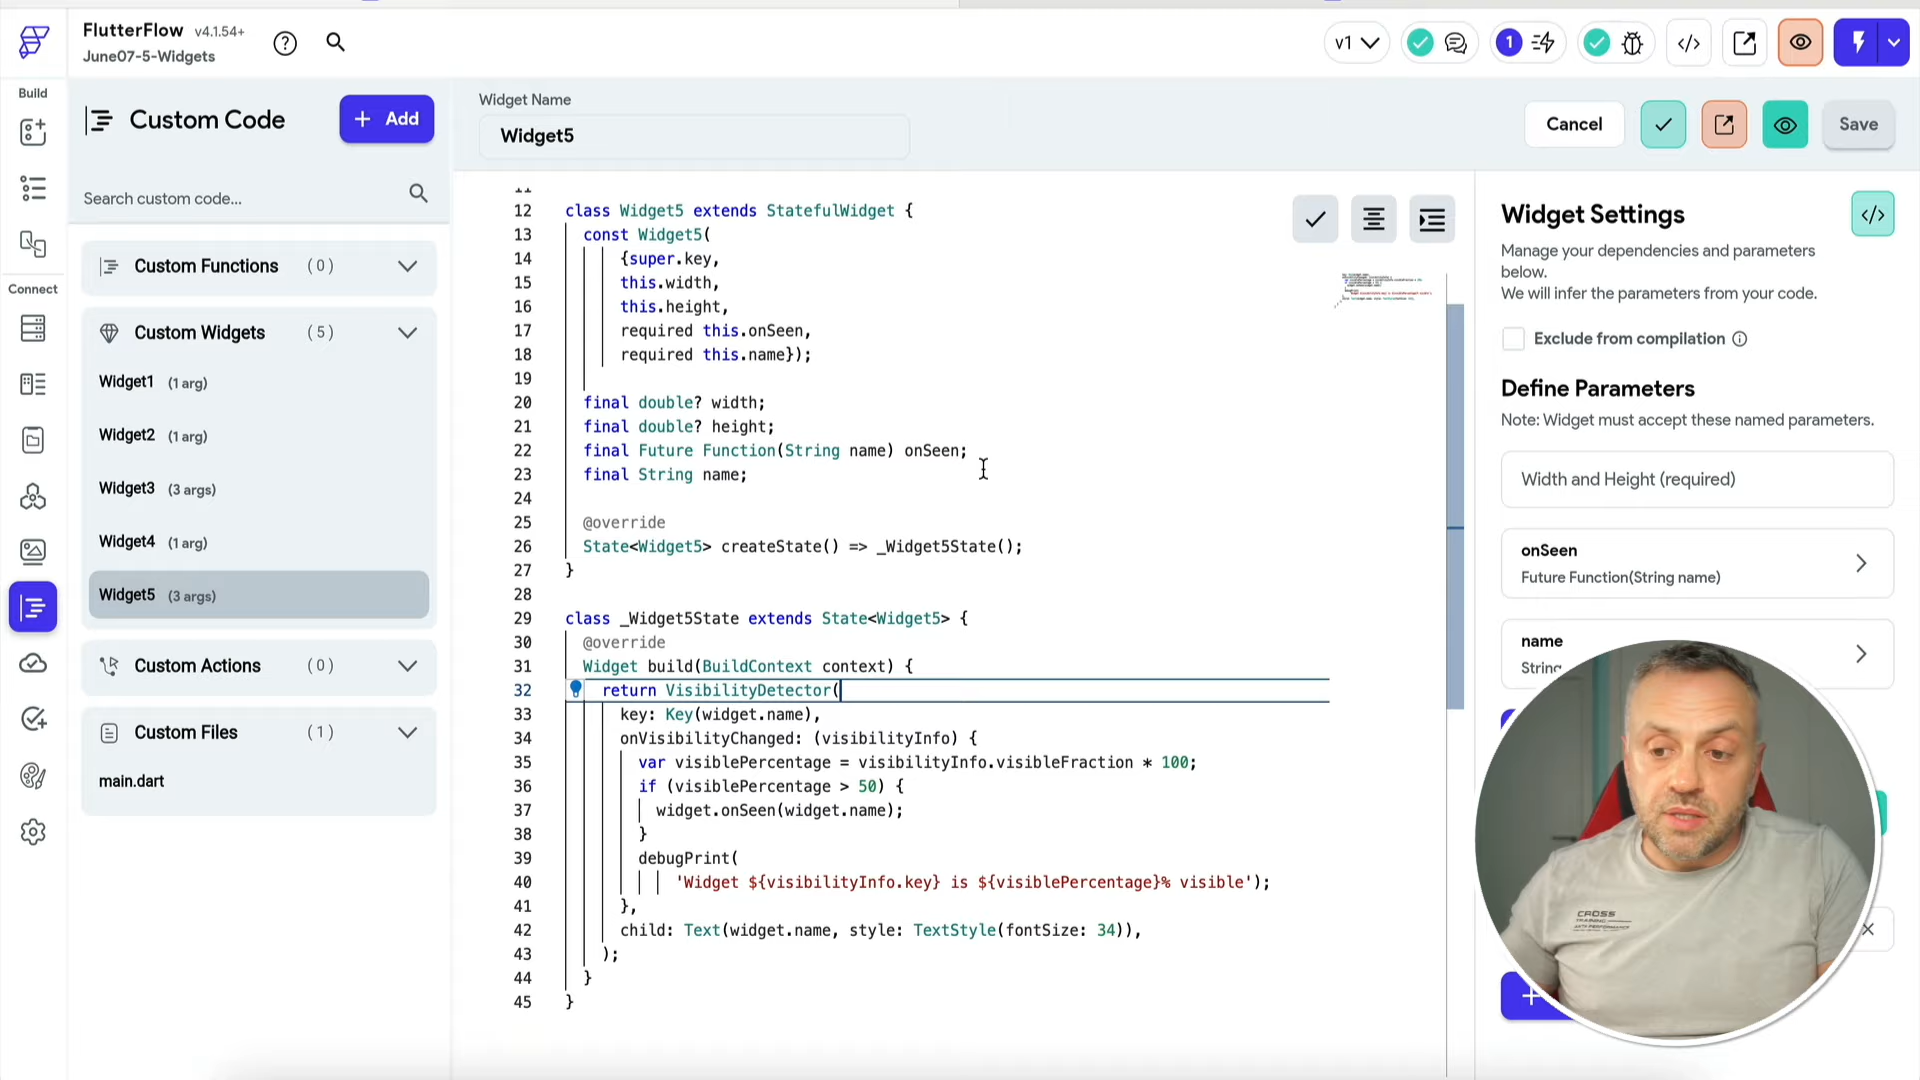 FlutterFlow v4.1.54+
June07-5-Widgets
v1
1
Build
Connect
Custom Code
+ Add
Search custom code...
Custom Functions (0)
Custom Widgets (5)
Widget1 (1 arg)
Widget2 (1 arg)
Widget3 (3 args)
Widget4 (1 arg)
Widget5 (3 args)
Custom Actions (0)
Custom Files (1)
main.dart
Widget Name
Widget5
Cancel
Save
12 class Widget5 extends StatefulWidget {
13 const Widget5(
14 {super.key,
15 this.width,
16 this.height,
17 required this.onSeen,
18 required this.name});
19
20 final double? width;
21 final double? height;
22 final Future Function(String name) onSeen;
23 final String name;
24
25 @override
26 State<Widget5> createState() => _Widget5State();
27 }
28
29 class _Widget5State extends State<Widget5> {
30 @override
31 Widget build(BuildContext context) {
32 return VisibilityDetector(
33 key: Key(widget.name),
34 onVisibilityChanged: (visibilityInfo) {
35 var visiblePercentage = visibilityInfo.visibleFraction * 100;
36 if (visiblePercentage > 50) {
37 widget.onSeen(widget.name);
38 }
39 debugPrint(
40 'Widget ${visibilityInfo.key} is ${visiblePercentage}% visible');
41 },
42 child: Text(widget.name, style: TextStyle(fontSize: 34)),
43 );
44 }
45 }
Widget Settings
Manage your dependencies and parameters
below.
We will infer the parameters from your code.
Exclude from compilation
Define Parameters
Note: Widget must accept these named parameters.
Width and Height (required)
onSeen
Future Function(String name)
name
String
CROSS
TRAINING